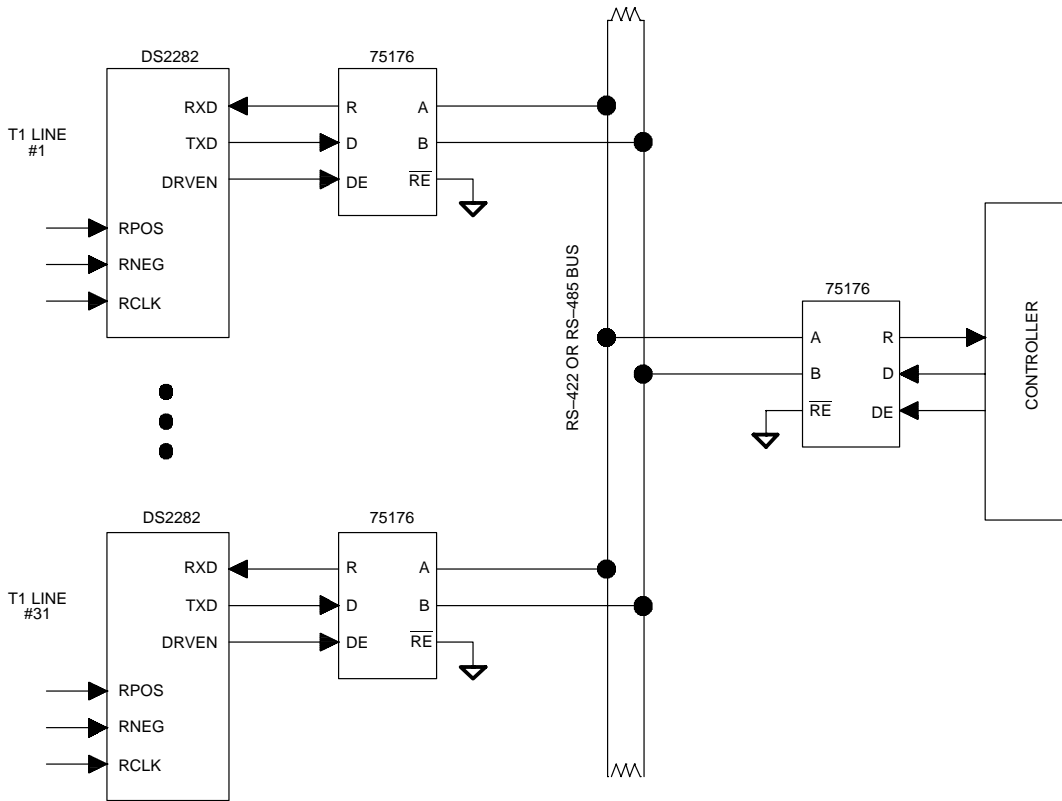 DS2282
75176
T1 LINE
#1
RXD
TXD
DRVEN
RPOS
RNEG
RCLK
R
D
DE
A
B
RE
RS–422 OR RS–485 BUS
75176
A
B
RE
R
D
DE
CONTROLLER
DS2282
75176
T1 LINE
#31
RXD
TXD
DRVEN
RPOS
RNEG
RCLK
R
D
DE
A
B
RE